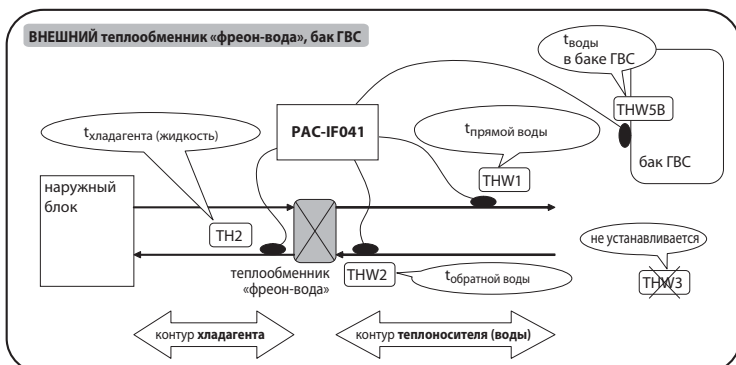 ВНЕШНИЙ теплообменник «фреон-вода», бак ГВС
tводы
в баке ГВС
THW5B
бак ГВС
PAC-IF041
tхладагента (жидкость)
tпрямой воды
THW1
наружный
блок
TH2
теплообменник
«фреон-вода»
THW2
tобратной воды
не устанавливается
THW3
контур хладагента
контур теплоносителя (воды)